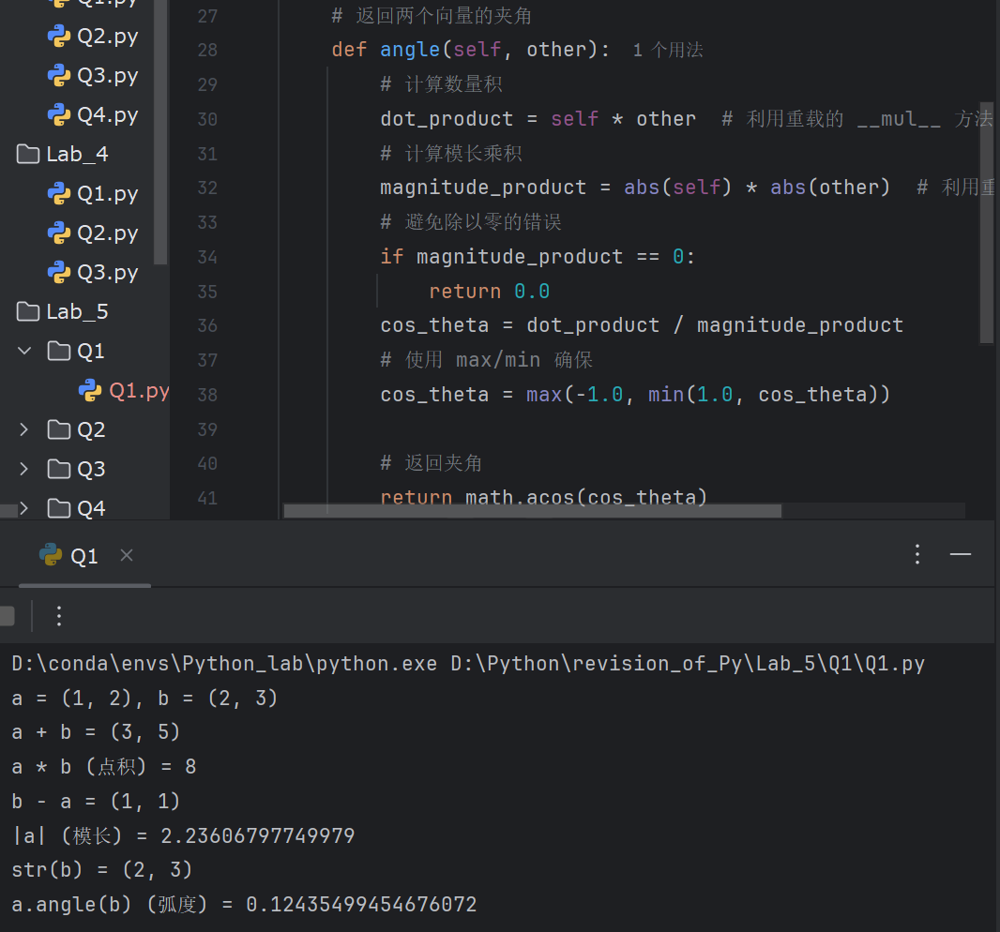 Q1.py
Q2.py
Q3.py
Q4.py
Lab_4
Q1.py
Q2.py
Q3.py
Lab_5
Q1
Q1.py
Q2
Q3
Q4
27 # 返回两个向量的夹角
28 def angle(self, other): 1 个用法
29 # 计算数量积
30 dot_product = self * other # 利用重载的 __mul__ 方法
31 # 计算模长乘积
32 magnitude_product = abs(self) * abs(other) # 利用重
33 # 避免除以零的错误
34 if magnitude_product == 0:
35 return 0.0
36 cos_theta = dot_product / magnitude_product
37 # 使用 max/min 确保
38 cos_theta = max(-1.0, min(1.0, cos_theta))
39
40 # 返回夹角
41 return math.acos(cos_theta)
Q1
D:\conda\envs\Python_lab\python.exe D:\Python\revision_of_Py\Lab_5\Q1\Q1.py
a = (1, 2), b = (2, 3)
a + b = (3, 5)
a * b (点积) = 8
b - a = (1, 1)
|a| (模长) = 2.23606797749979
str(b) = (2, 3)
a.angle(b) (弧度) = 0.12435499454676072